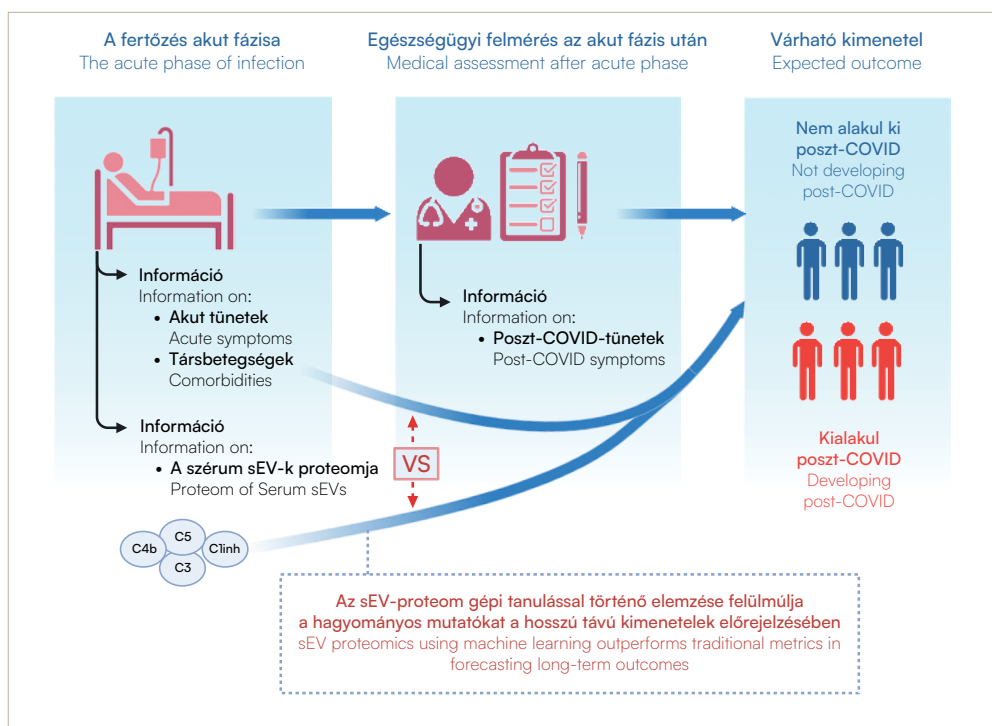 A fertőzés akut fázisa
The acute phase of infection
Egészségügyi felmérés az akut fázis után
Medical assessment after acute phase
Várható kimenetel
Expected outcome
Információ
Information on:
• Akut tünetek
Acute symptoms
• Társbetegségek
Comorbidities
Információ
Information on:
• A szérum sEV-k proteomja
Proteom of Serum sEVs
C4b
C5
C3
C1inh
Információ
Information on:
• Poszt-COVID-tünetek
Post-COVID symptoms
VS
Nem alakul ki
poszt-COVID
Not developing
post-COVID
Kialakul
poszt-COVID
Developing
post-COVID
Az sEV-proteom gépi tanulással történő elemzése felülmúlja
a hagyományos mutatókat a hosszú távú kimenetelek előrejelzésében
sEV proteomics using machine learning outperforms traditional metrics in
forecasting long-term outcomes